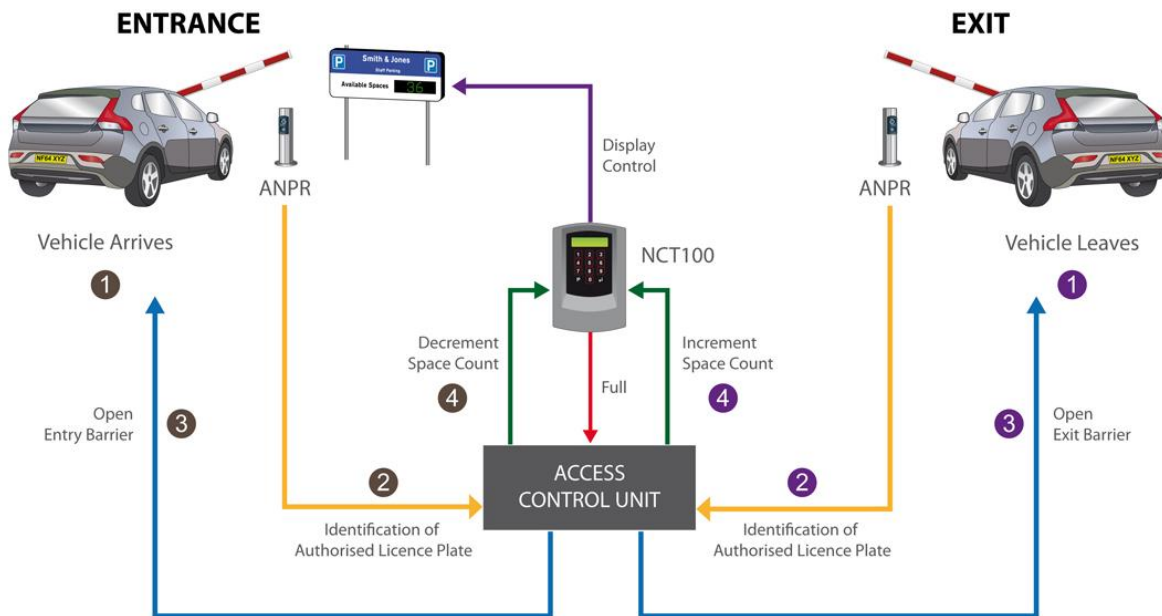 ENTRANCE
EXIT
P
Smith & Jones
Staff Parking
P
Available Spaces 36
NF64 XYZ
NF64 XYZ
ANPR
ANPR
Display
Control
Vehicle Arrives
1
Vehicle Leaves
1
NCT100
Decrement
Space Count
4
Increment
Space Count
4
Full
Open
Entry Barrier
3
3
Open
Exit Barrier
ACCESS
CONTROL UNIT
2
Identification of
Authorised Licence Plate
2
Identification of
Authorised Licence Plate